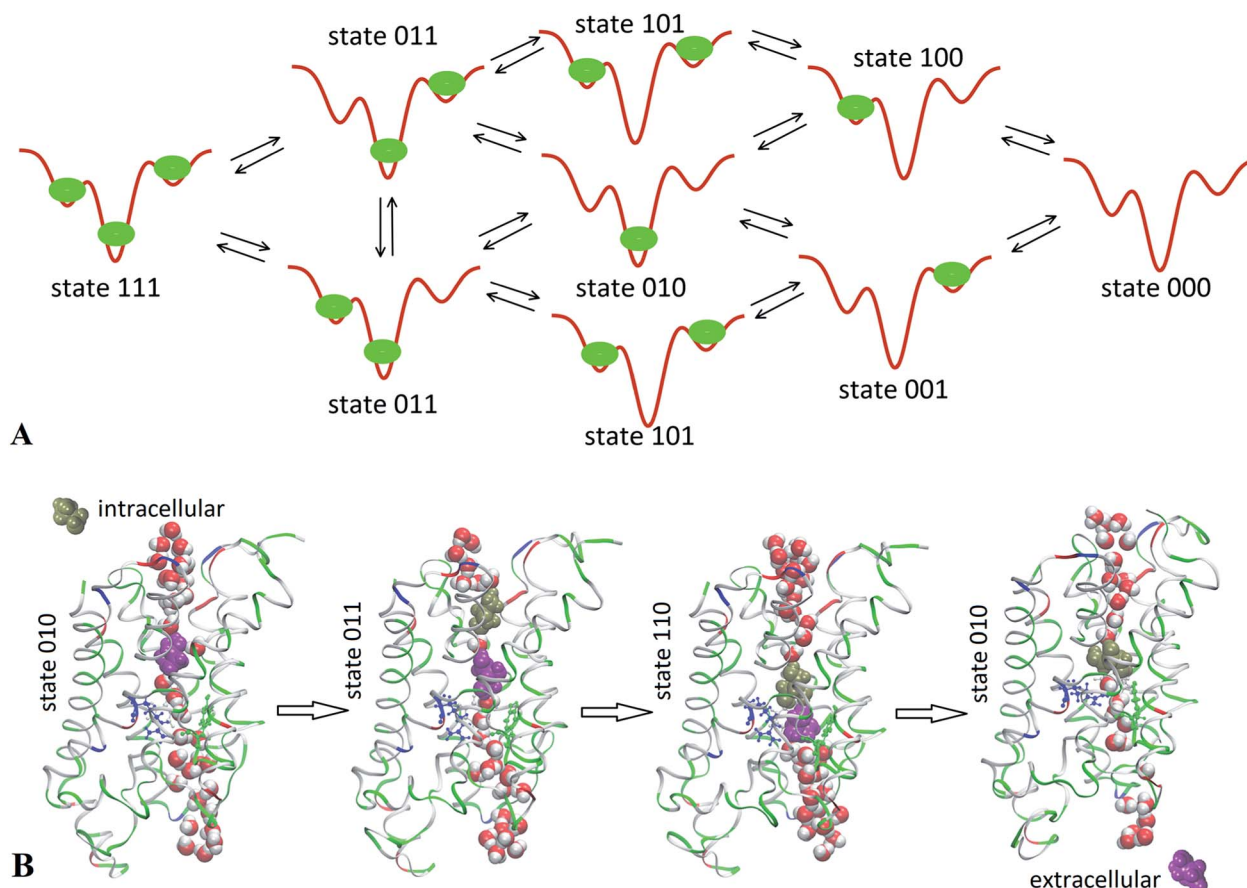 state 011
state 101
state 100
state 111
state 010
state 000
state 011
state 001
state 101
A
intracellular
state 010
state 011
state 110
state 010
B
extracellular